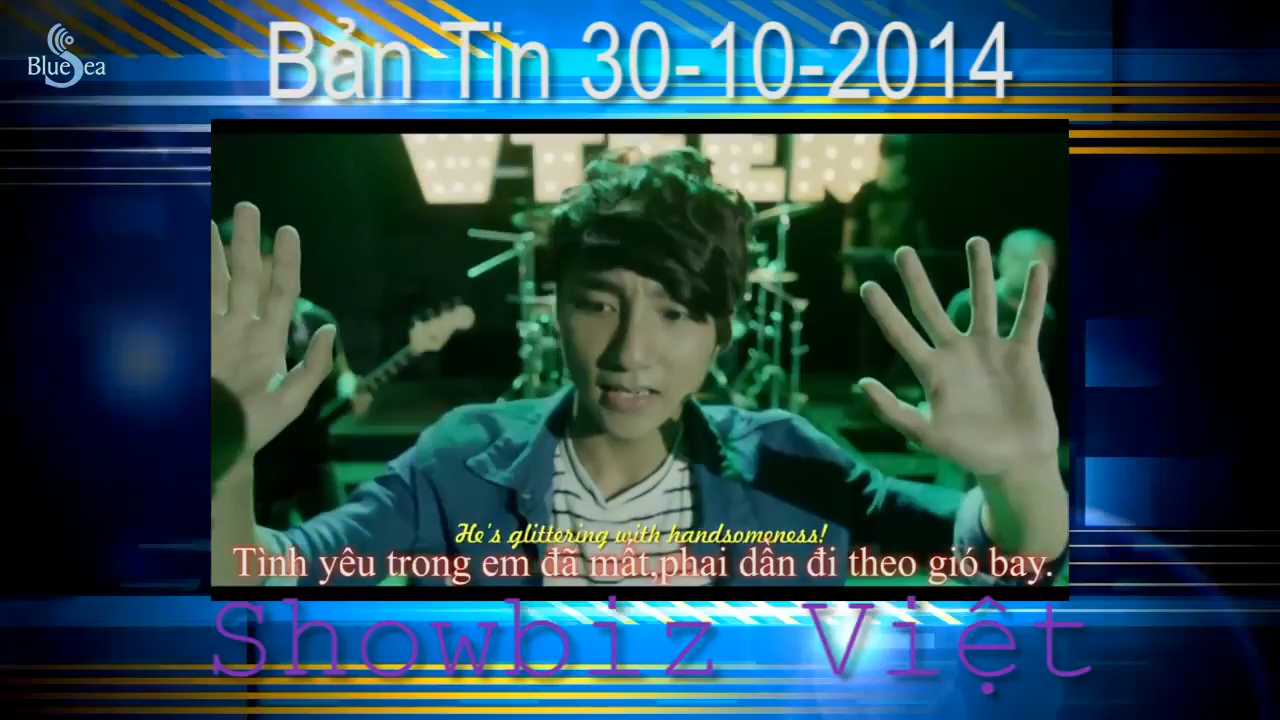 BlueSea
Bản Tin 30-10-2014
He's glittering with handsomeness!
Tình yêu trong em đã mất,phai dần đi theo gió bay.
Showbiz Việt